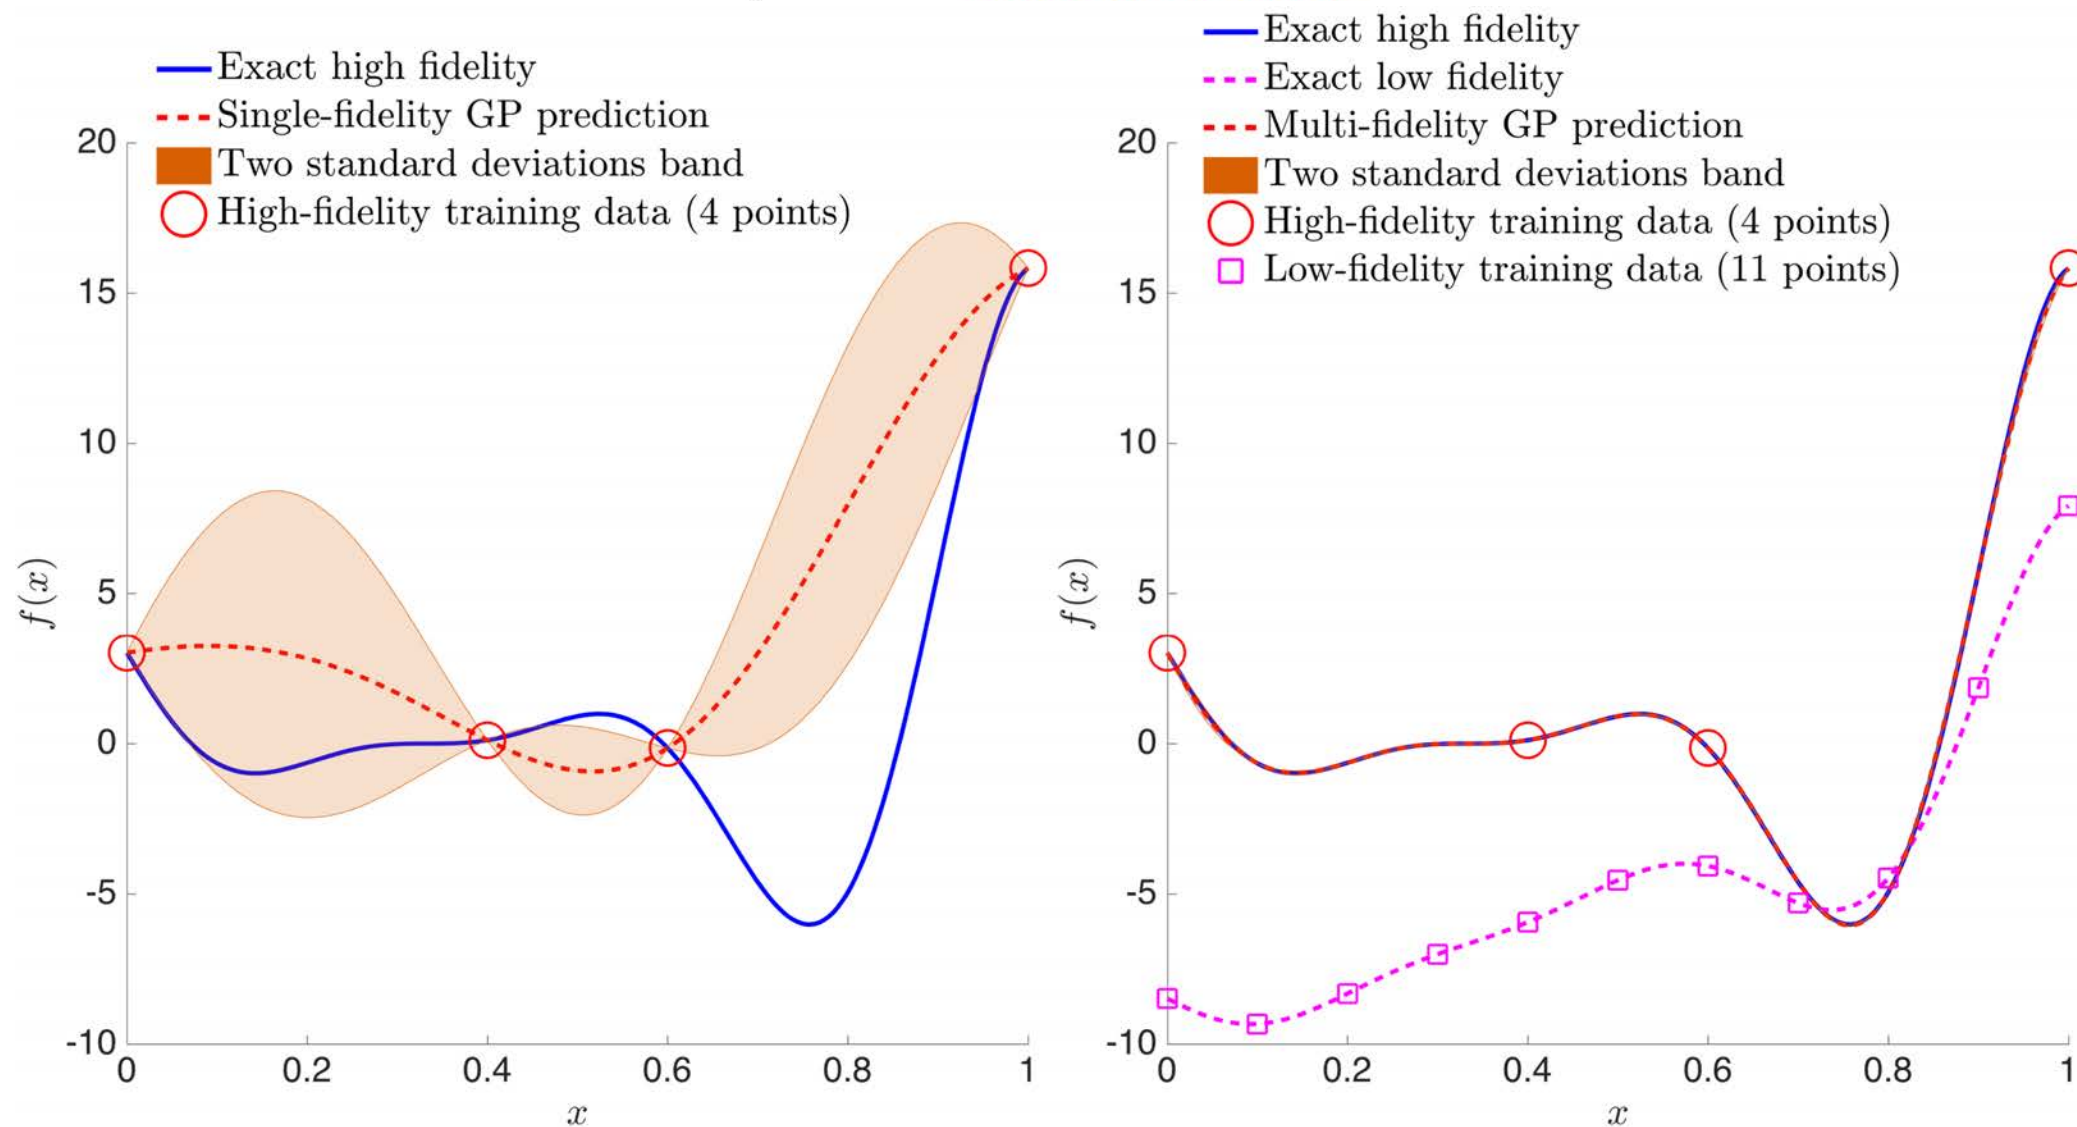 Exact high fidelity
Single-fidelity GP prediction
Two standard deviations band
High-fidelity training data (4 points)
20
15
10
5
0
-5
-10
f(x)
0 0.2 0.4 0.6 0.8 1
x
Exact high fidelity
Exact low fidelity
Multi-fidelity GP prediction
Two standard deviations band
High-fidelity training data (4 points)
Low-fidelity training data (11 points)
20
15
10
5
0
-5
-10
f(x)
0 0.2 0.4 0.6 0.8 1
x